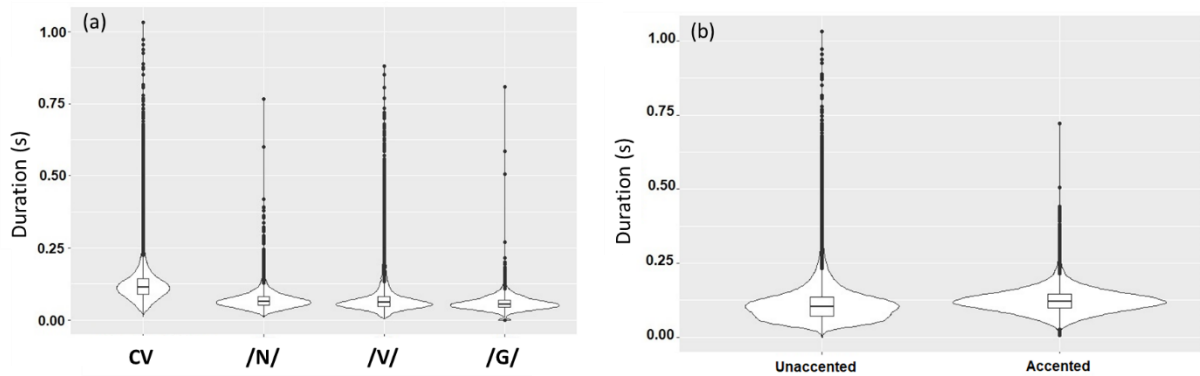 (a)
Duration (s)
1.00
0.75
0.50
0.25
0.00
CV /N/ /V/ /G/
(b)
Duration (s)
1.00
0.75
0.50
0.25
0.00
Unaccented Accented